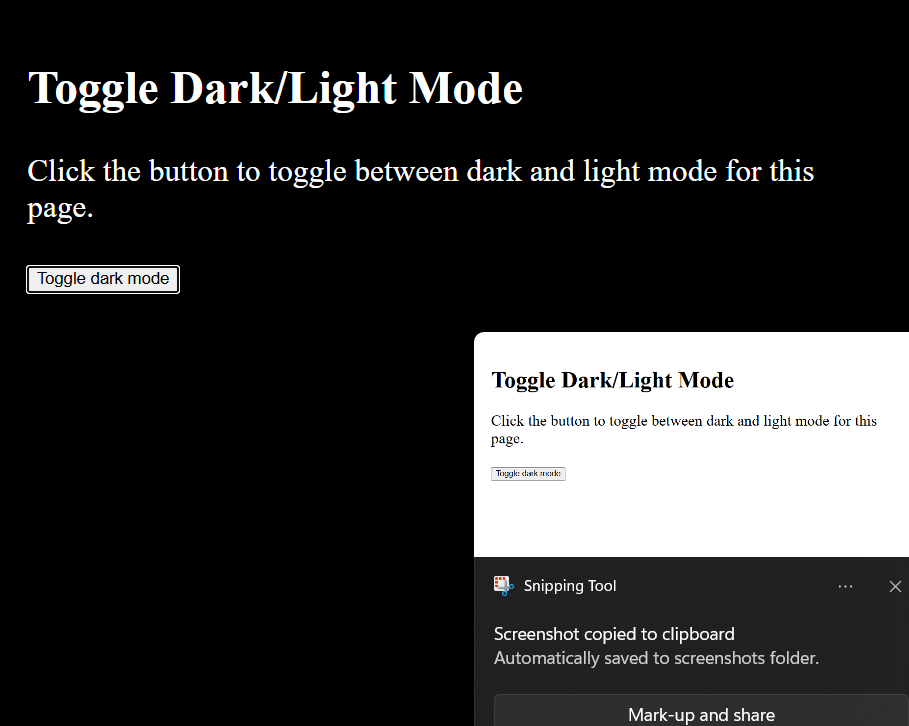 Toggle Dark/Light Mode
Click the button to toggle between dark and light mode for this
page.
Toggle dark mode
Toggle Dark/Light Mode
Click the button to toggle between dark and light mode for this
page.
Toggle dark mode
Snipping Tool
Screenshot copied to clipboard
Automatically saved to screenshots folder.
Mark-up and share